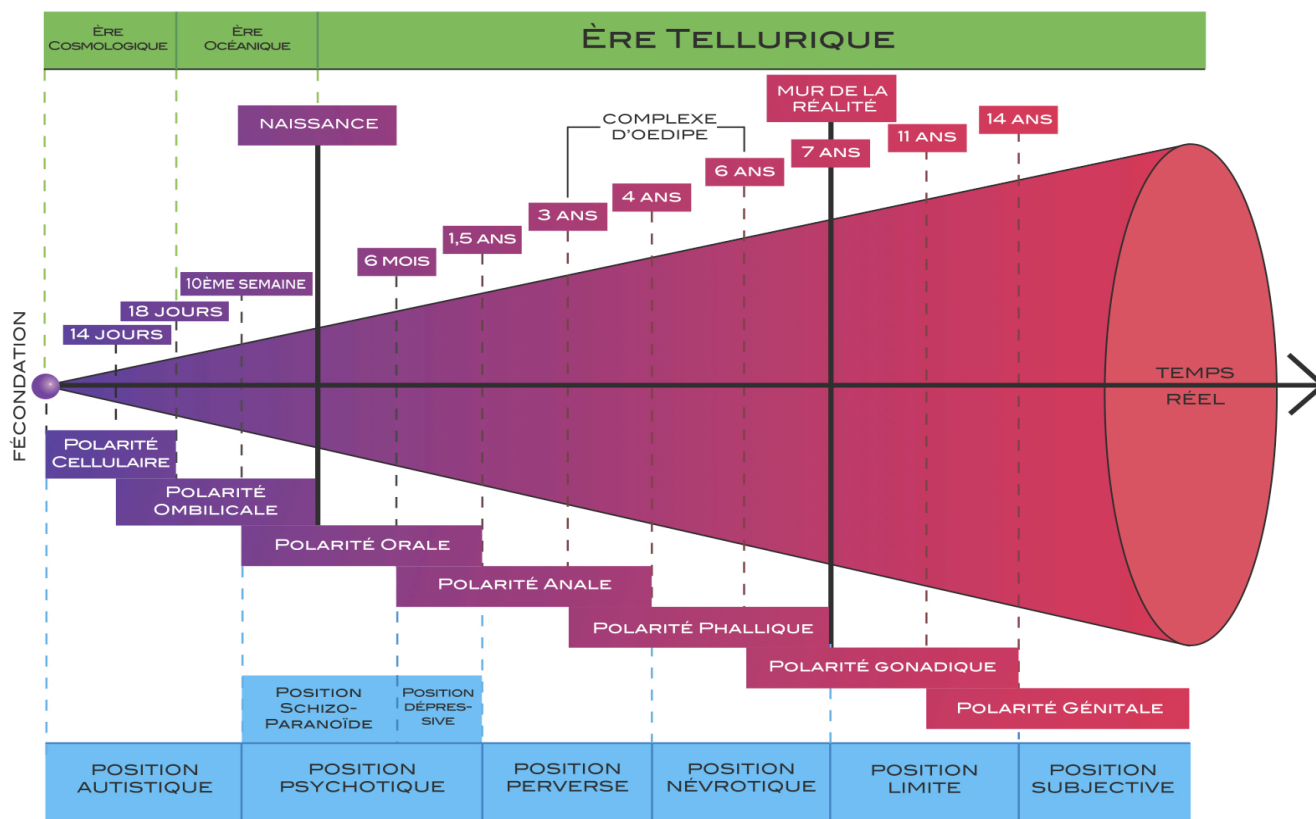 Ère
Cosmologique
Ère
Océanique
Ère Tellurique
NAISSANCE
MUR DE LA
RÉALITÉ
COMPLEXE
D'OEDIPE
14 ANS
11 ANS
7 ANS
6 ANS
4 ANS
3 ANS
1,5 ANS
6 MOIS
10ÈME SEMAINE
18 JOURS
14 JOURS
FÉCONDATION
TEMPS
RÉEL
Polarité
Cellulaire
Polarité
Ombilicale
Polarité Orale
Polarité Anale
Polarité Phallique
Polarité gonadique
Polarité Génitale
Position
Schizo-
Paranoïde
Position
dépres-
sive
POSITION
AUTISTIQUE
POSITION
PSYCHOTIQUE
POSITION
PERVERSE
POSITION
NÉVROTIQUE
POSITION
LIMITE
POSITION
SUBJECTIVE